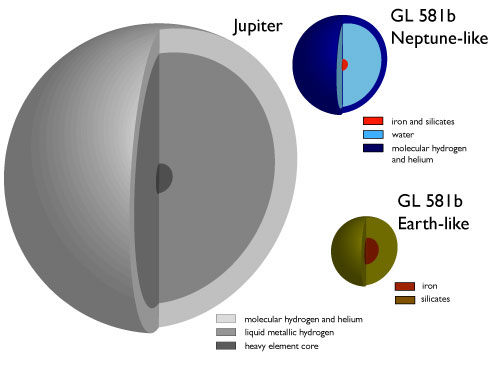 Jupiter
GL 581b
Neptune-like
iron and silicates
water
molecular hydrogen
and helium
GL 581b
Earth-like
iron
silicates
molecular hydrogen and helium
liquid metallic hydrogen
heavy element core